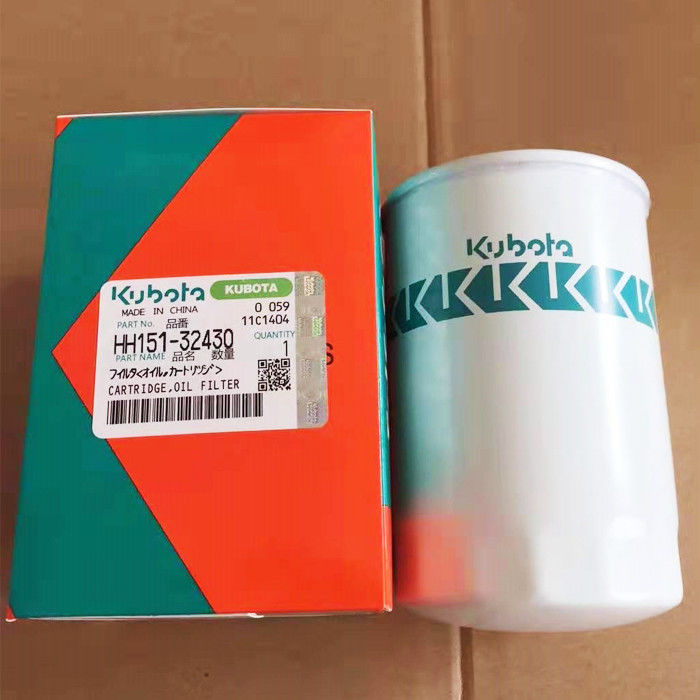 Kubota KUBOTA
MADE IN CHINA 0 059
PART No. 品番 11C1404
HH151-32430 QUANTITY
PART NAME 品名 数量 1
フィルタ<オイル,カートリッジ>
CARTRIDGE,OIL FILTER
S
Kubota